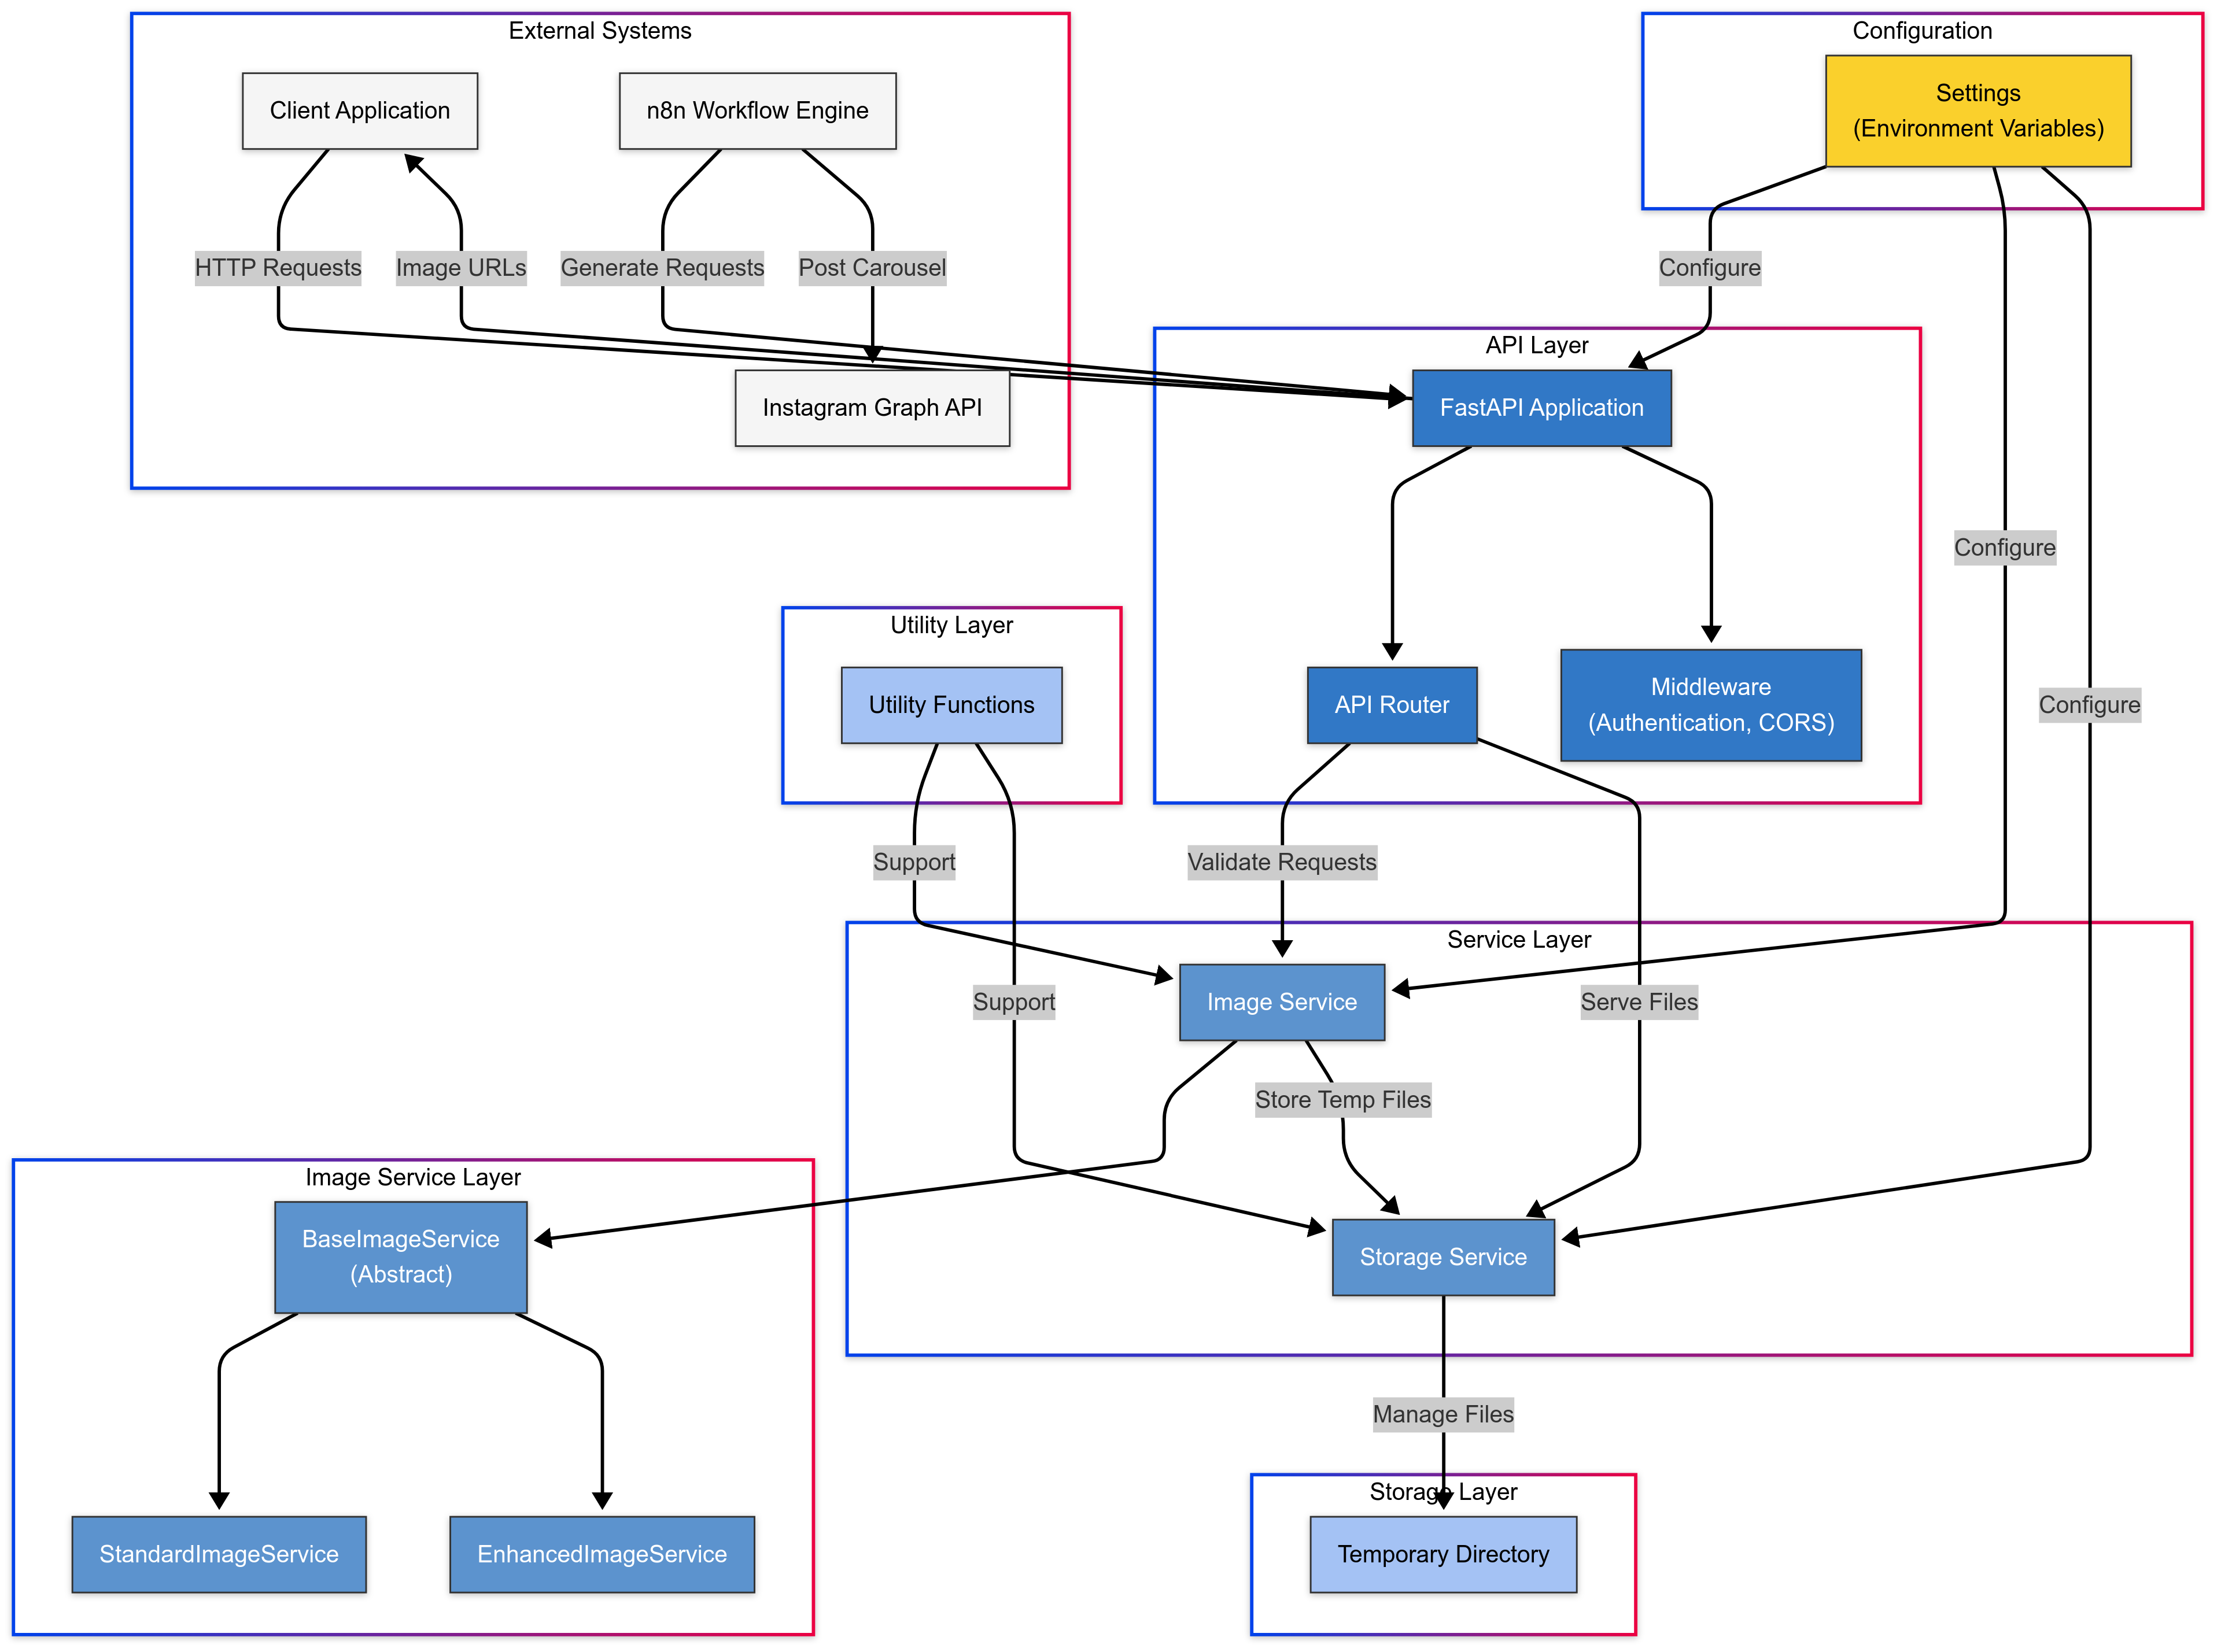 External Systems
Configuration
Client Application
n8n Workflow Engine
Settings
(Environment Variables)
HTTP Requests
Image URLs
Generate Requests
Post Carousel
Configure
API Layer
Instagram Graph API
FastAPI Application
Configure
Utility Layer
Utility Functions
API Router
Middleware
(Authentication, CORS)
Configure
Support
Validate Requests
Service Layer
Support
Image Service
Serve Files
Store Temp Files
Image Service Layer
BaseImageService
(Abstract)
Storage Service
Manage Files
Storage Layer
StandardImageService
EnhancedImageService
Temporary Directory